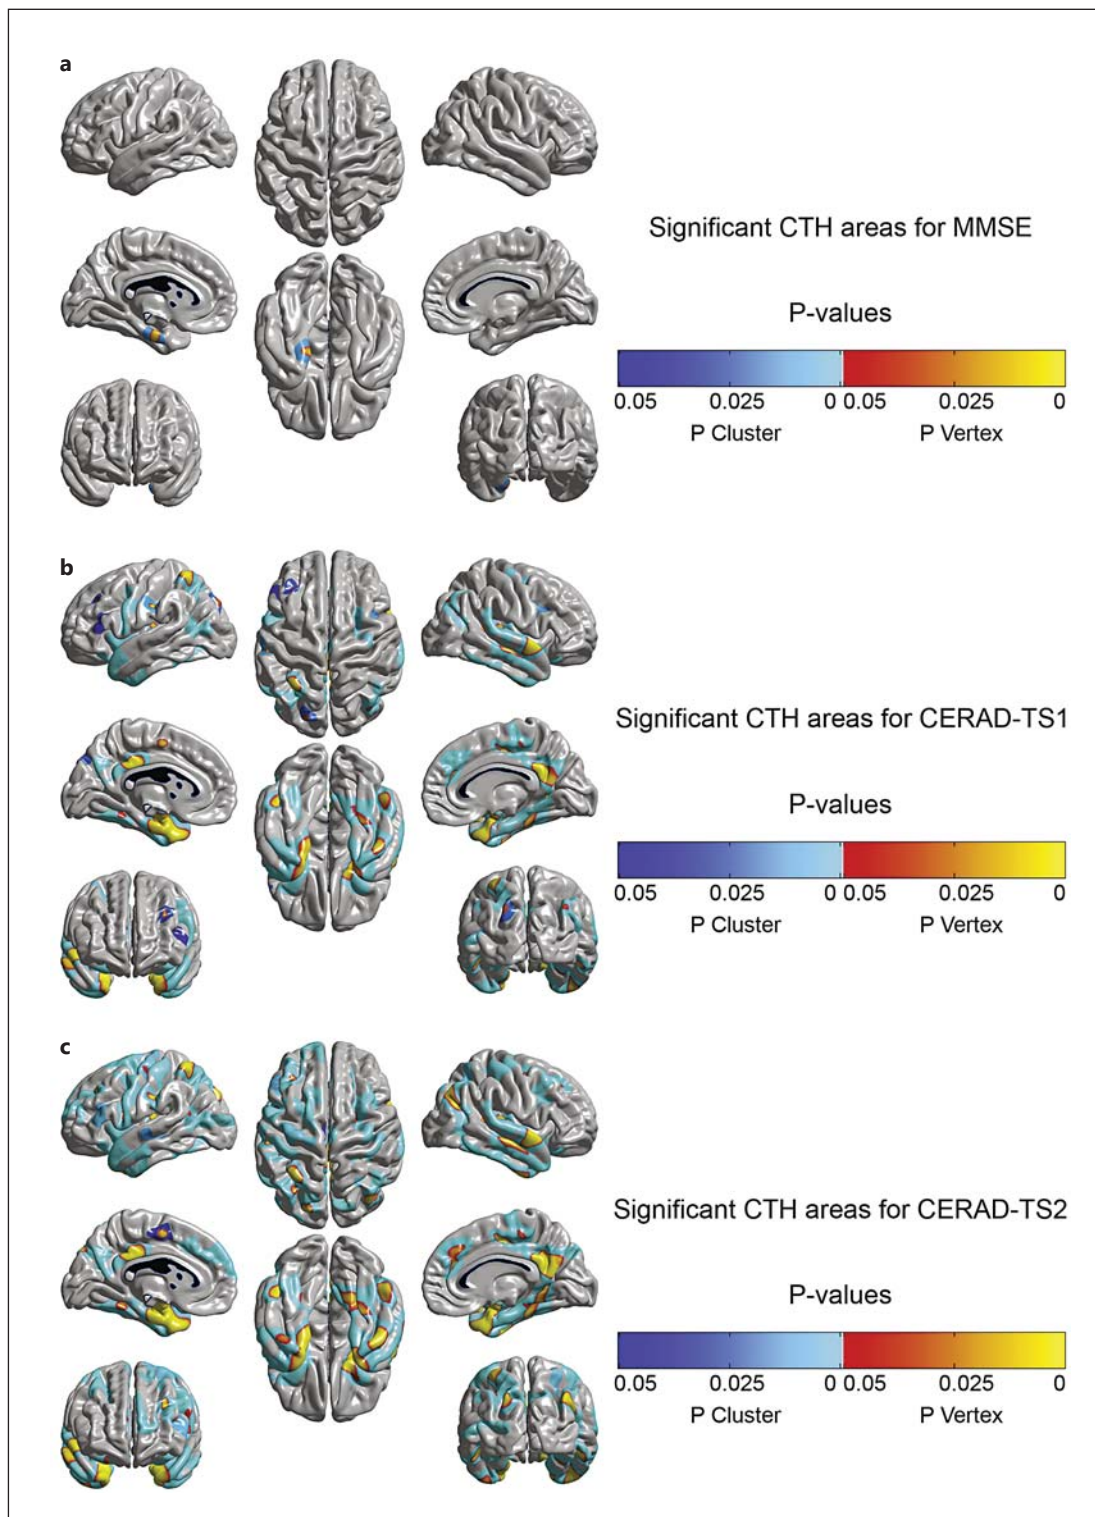 a
Significant CTH areas for MMSE
P-values
0.05 0.025 0 0.05 0.025 0
P Cluster P Vertex
b
Significant CTH areas for CERAD-TS1
P-values
0.05 0.025 0 0.05 0.025 0
P Cluster P Vertex
c
Significant CTH areas for CERAD-TS2
P-values
0.05 0.025 0 0.05 0.025 0
P Cluster P Vertex